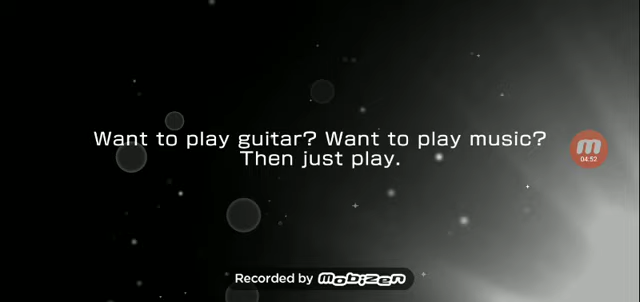 Want to play guitar? Want to play music?
Then just play.
04:52
Recorded by mobizen